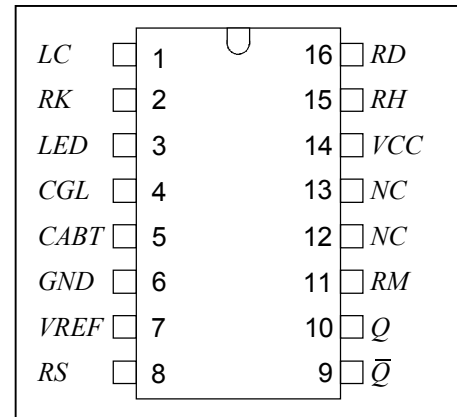 LC 1 16 RD
RK 2 15 RH
LED 3 14 VCC
CGL 4 13 NC
CABT 5 12 NC
GND 6 11 RM
VREF 7 10 Q
RS 8 9 Q̅